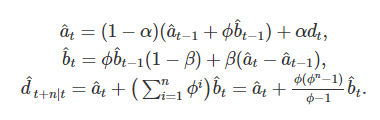 â_t = (1 − α)(â_{t−1} + ϕb̂_{t−1}) + αd_t,
b̂_t = ϕb̂_{t−1}(1 − β) + β(â_t − â_{t−1}),
d̂_{t+n|t} = â_t + (∑_{i=1}^{n} ϕ^i)b̂_t = â_t + \frac{ϕ(ϕ^n−1)}{ϕ−1} b̂_t.